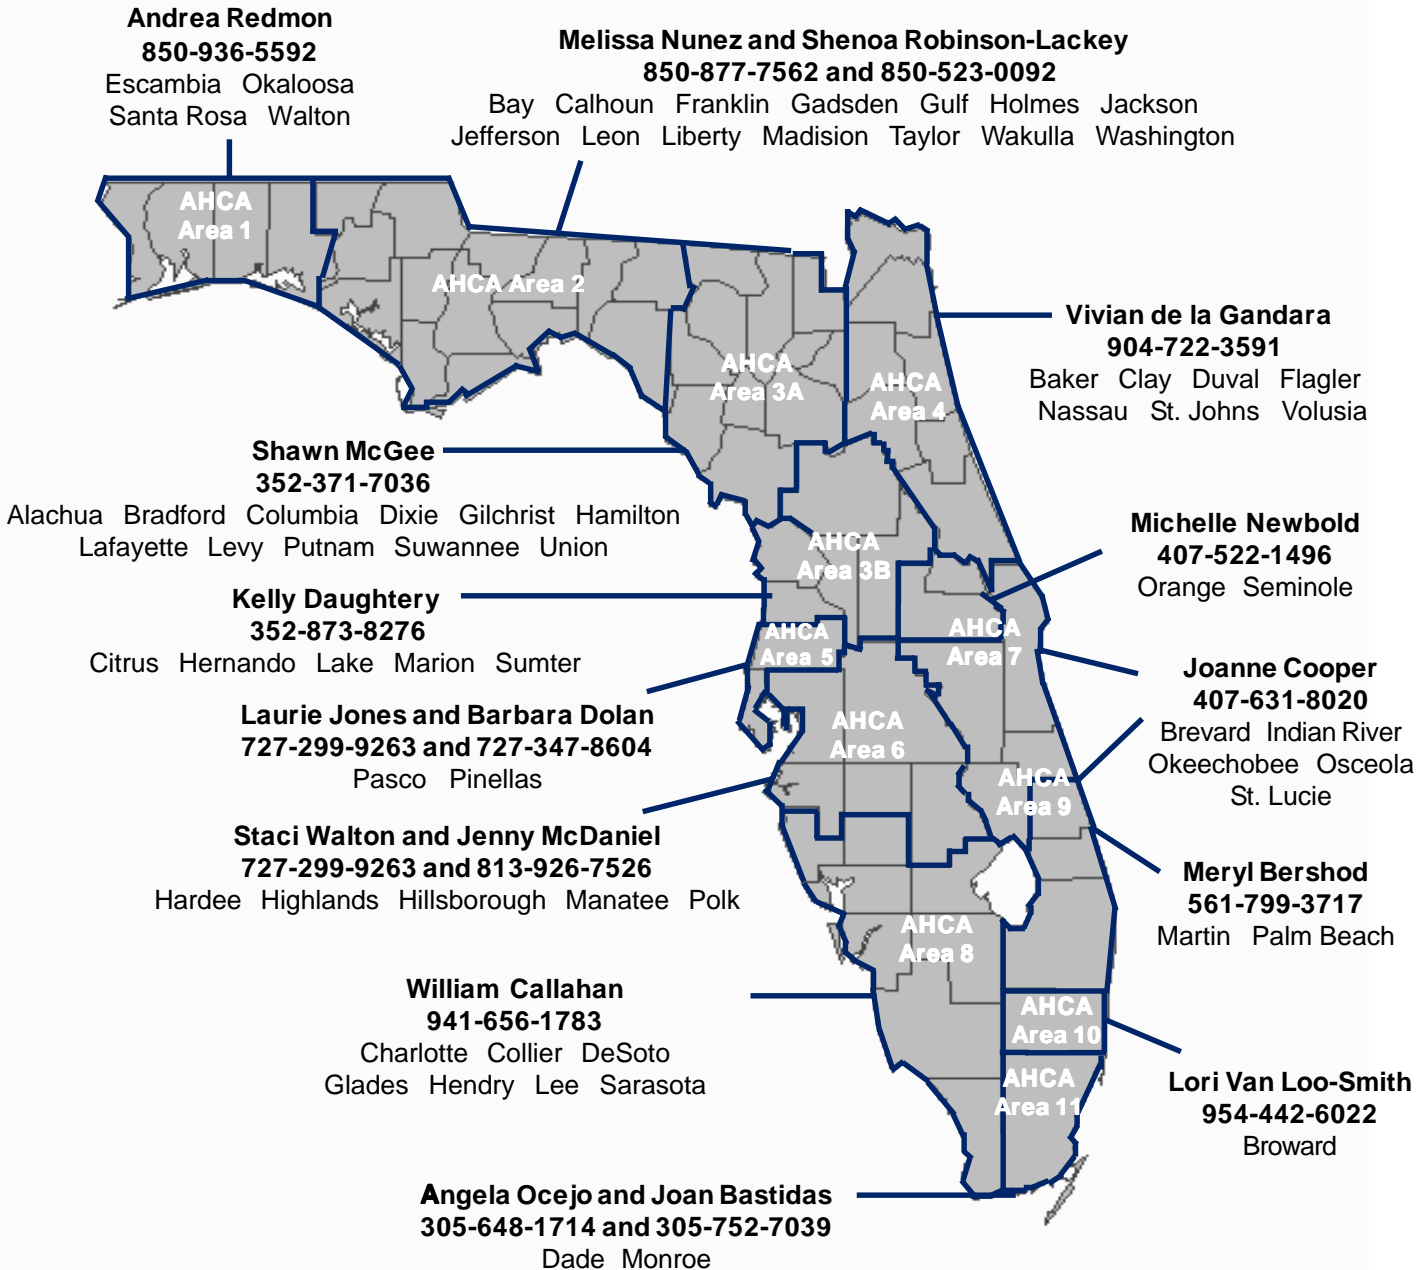 Andrea Redmon
850-936-5592
Escambia Okaloosa
Santa Rosa Walton
Melissa Nunez and Shenoa Robinson-Lackey
850-877-7562 and 850-523-0092
Bay Calhoun Franklin Gadsden Gulf Holmes Jackson
Jefferson Leon Liberty Madision Taylor Wakulla Washington
AHCA
Area 1
AHCA Area 2
AHCA
Area 3A
AHCA
Area 4
Vivian de la Gandara
904-722-3591
Baker Clay Duval Flagler
Nassau St. Johns Volusia
Shawn McGee
352-371-7036
Alachua Bradford Columbia Dixie Gilchrist Hamilton
Lafayette Levy Putnam Suwannee Union
AHCA
Area 3B
Michelle Newbold
407-522-1496
Orange Seminole
Kelly Daughtery
352-873-8276
Citrus Hernando Lake Marion Sumter
AHCA
Area 5
AHCA
Area 7
Joanne Cooper
407-631-8020
Brevard Indian River
Okeechobee Osceola
St. Lucie
Laurie Jones and Barbara Dolan
727-299-9263 and 727-347-8604
Pasco Pinellas
AHCA
Area 6
AHCA
Area 9
Staci Walton and Jenny McDaniel
727-299-9263 and 813-926-7526
Hardee Highlands Hillsborough Manatee Polk
Meryl Bershod
561-799-3717
Martin Palm Beach
AHCA
Area 8
William Callahan
941-656-1783
Charlotte Collier DeSoto
Glades Hendry Lee Sarasota
AHCA
Area 10
AHCA
Area 11
Lori Van Loo-Smith
954-442-6022
Broward
Angela Ocejo and Joan Bastidas
305-648-1714 and 305-752-7039
Dade Monroe